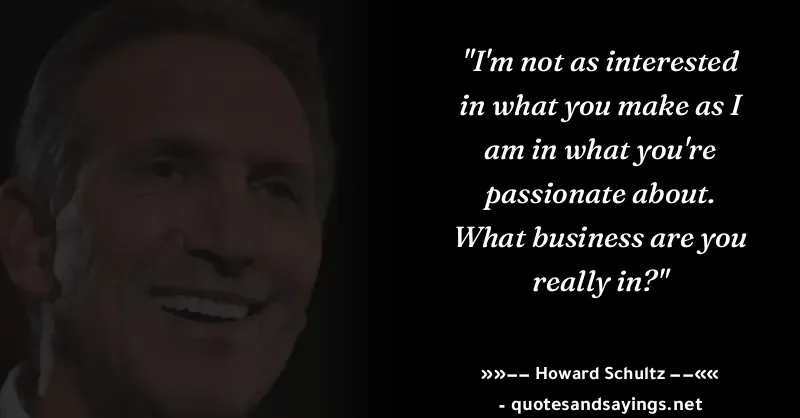 "I'm not as interested
in what you make as I
am in what you're
passionate about.
What business are you
really in?"
»»−− Howard Schultz −−««
- quotesandsayings.net